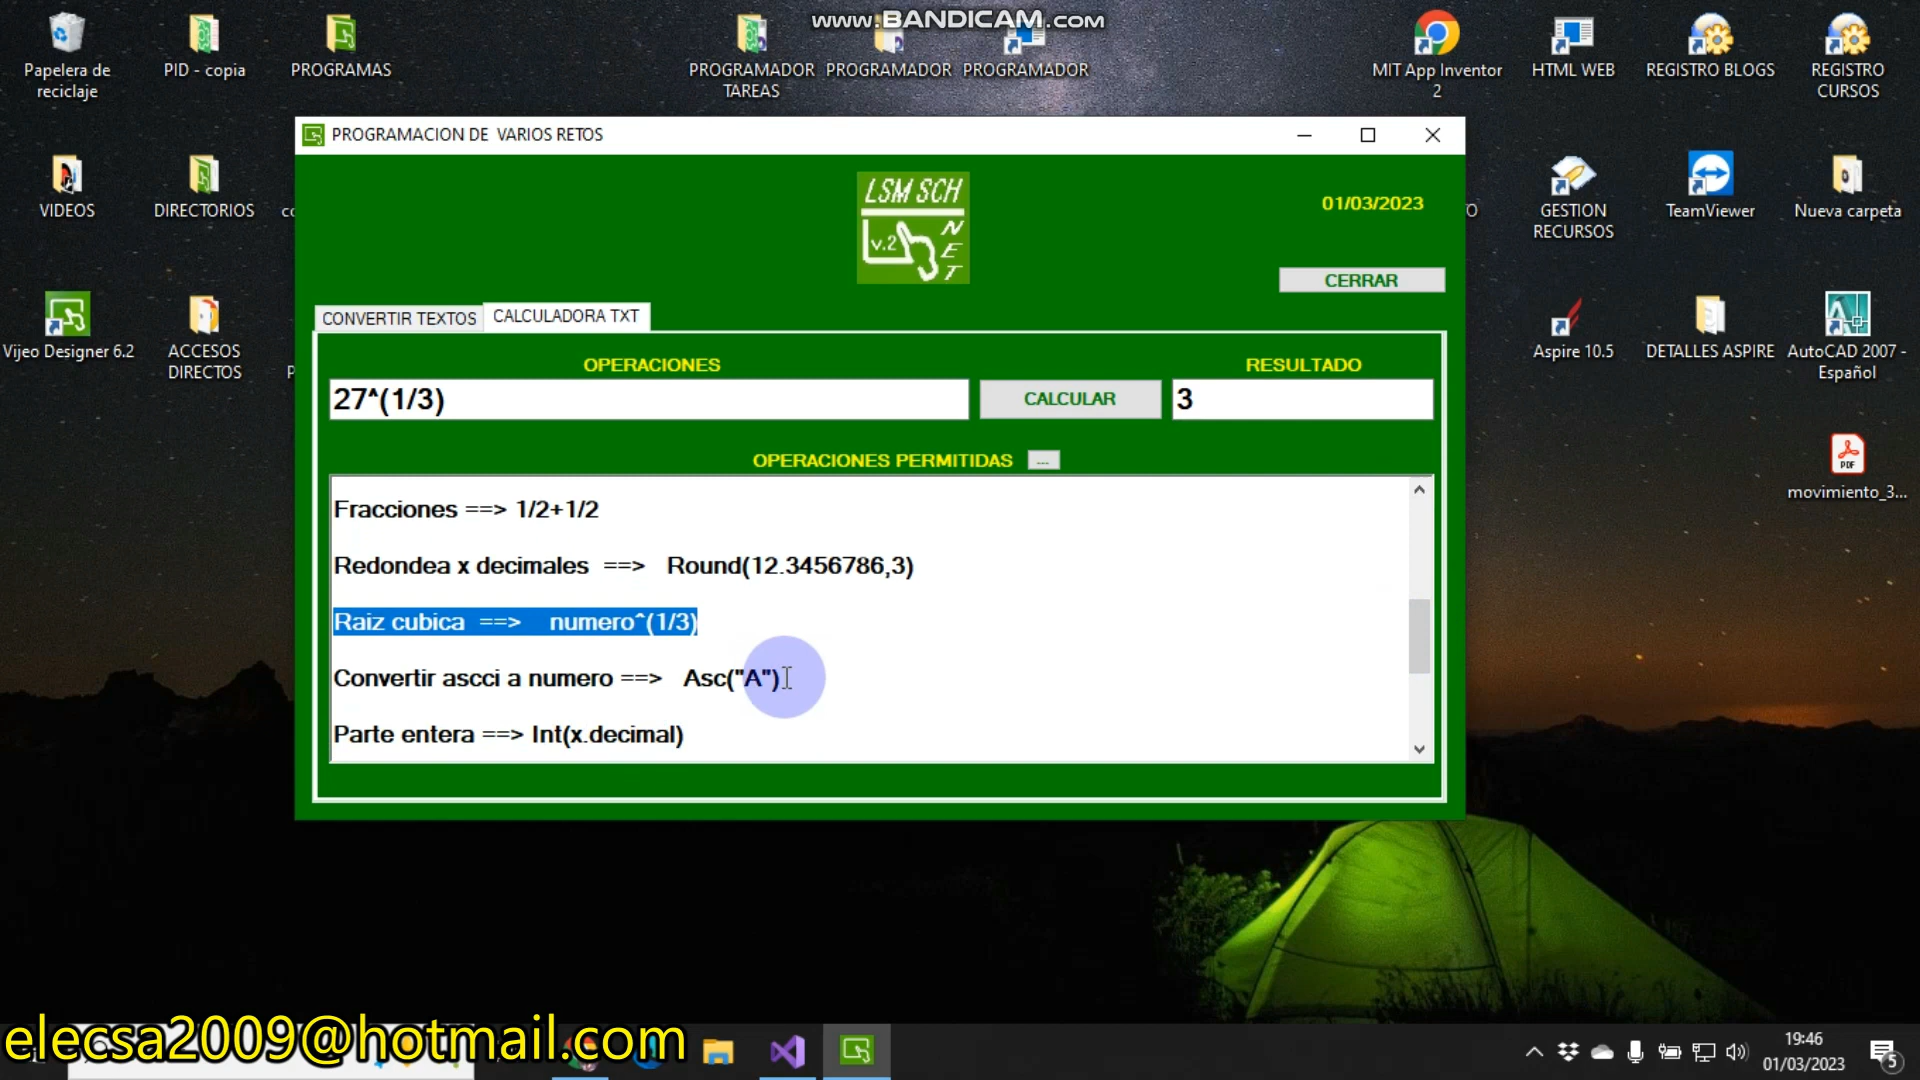 www.BANDICAM.com
Papelera de
reciclaje
PID - copia
PROGRAMAS
PROGRAMADOR
TAREAS
PROGRAMADOR
PROGRAMADOR
MIT App Inventor
2
HTML WEB
REGISTRO BLOGS
REGISTRO
CURSOS
PROGRAMACION DE VARIOS RETOS
VIDEOS
DIRECTORIOS
LSM SCH
v.2
NET
01/03/2023
GESTION
RECURSOS
TeamViewer
Nueva carpeta
CERRAR
CONVERTIR TEXTOS
CALCULADORA TXT
Vijeo Designer 6.2
ACCESOS
DIRECTOS
Aspire 10.5
DETALLES ASPIRE
AutoCAD 2007 -
Español
OPERACIONES
RESULTADO
27^(1/3)
CALCULAR
3
OPERACIONES PERMITIDAS
...
PDF
movimiento_3...
Fracciones ==> 1/2+1/2
Redondea x decimales ==> Round(12.3456786,3)
Raiz cubica ==> numero^(1/3)
Convertir ascci a numero ==> Asc("A")
Parte entera ==> Int(x.decimal)
elecsa2009@hotmail.com
19:46
01/03/2023
5